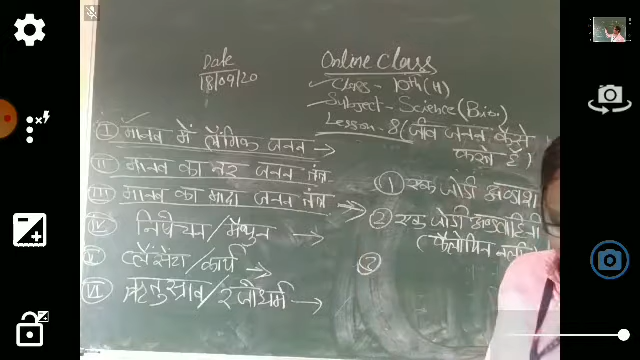 Date
18/09/20
Online Class
Class - 10th (H)
Subject - Science (Bio)
Lesson - 8 (जीव जनन कैसे
करते है)
I मानव में लैंगिक जनन →
II मानव का नर जनन तंत्र
III मानव का मादा जनन तंत्र →
IV निषेचन / मैथुन →
V प्लेसेंटा / कार्य →
VI ऋतुस्त्राव / रजोधर्म →
① एक जोड़ी अण्डाश
② एक जोड़ी अण्डवाहिनी
(फैलोपियन नलि
③